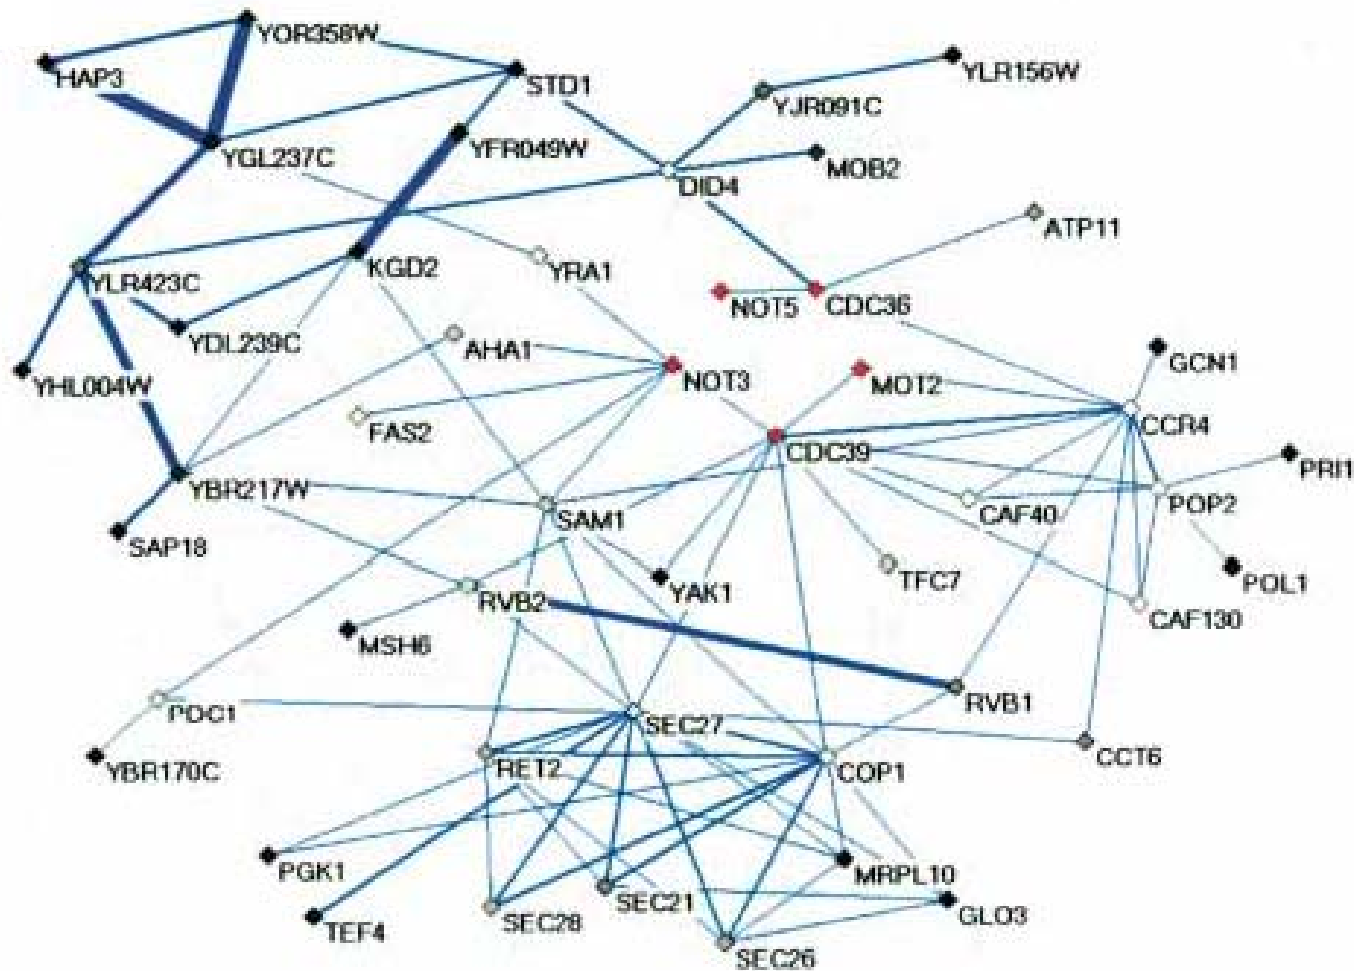 YOR358W
HAP3
STD1
YLR156W
YJR091C
YFR049W
YGL237C
MOB2
DID4
ATP11
KGD2
YRA1
YLR423C
NOT5
CDC36
YDL239C
AHA1
GCN1
YHL004W
NOT3
MOT2
FAS2
CCR4
CDC39
PRI1
YBR217W
POP2
SAM1
CAF40
SAP18
TFC7
POL1
YAK1
RVB2
CAF130
MSH6
RVB1
PDC1
SEC27
CCT6
YBR170C
RET2
COP1
PGK1
MRPL10
SEC21
GLO3
SEC28
TEF4
SEC26